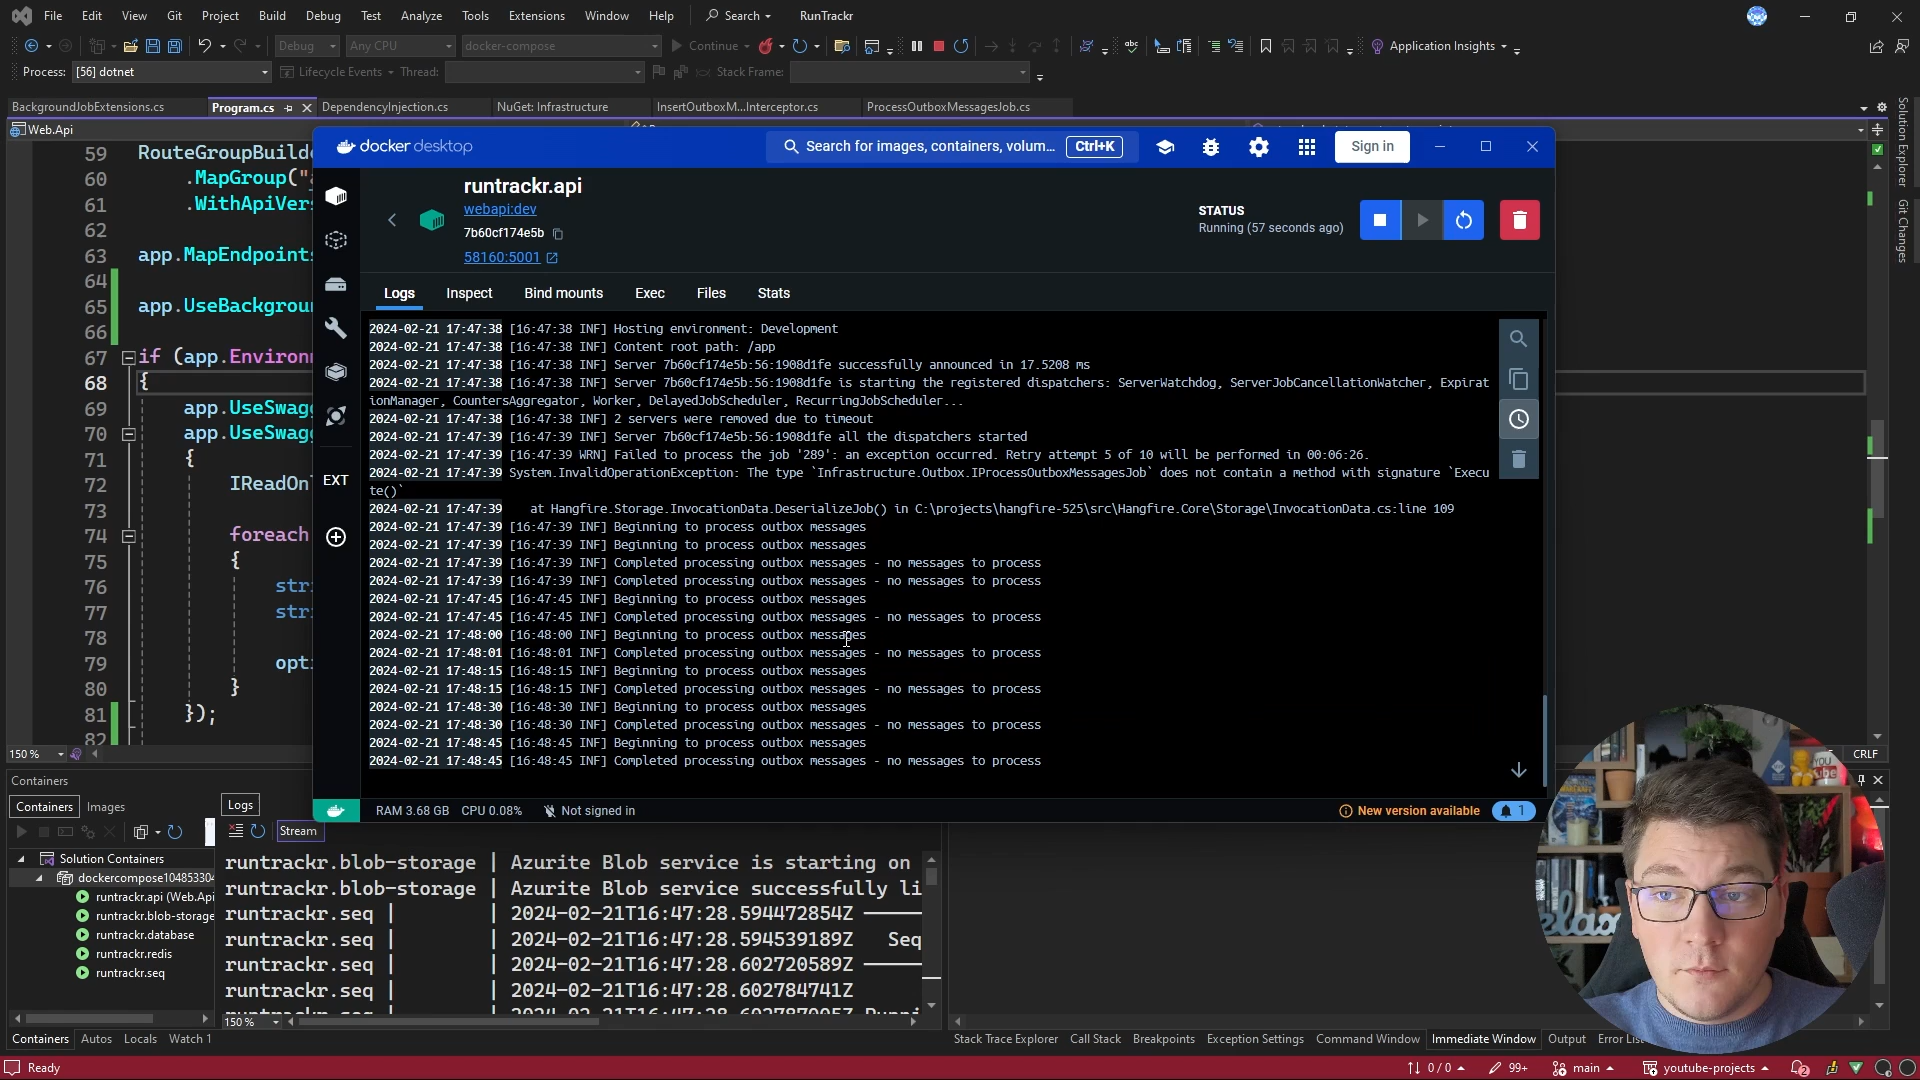 File Edit View Git Project Build Debug Test Analyze Tools Extensions Window Help Search RunTrackr
Debug Any CPU docker-compose Continue Application Insights
Process: [56] dotnet Lifecycle Events Thread: Stack Frame:
BackgroundJobExtensions.cs Program.cs DependencyInjection.cs NuGet: Infrastructure InsertOutboxM...Interceptor.cs ProcessOutboxMessagesJob.cs
Web.Api
Solution Explorer
Git Changes
59 RouteGroupBuilde
60 .MapGroup("
61 .WithApiVer
62
63 app.MapEndpoints
64
65 app.UseBackgroun
66
67 if (app.Environm
68 {
69 app.UseSwagg
70 app.UseSwagg
71 {
72 IReadOnl
73
74 foreach
75 {
76 stri
77 stri
78
79 opti
80 }
81 });
82
150 %
CRLF
docker desktop
Search for images, containers, volum... Ctrl+K
Sign in
runtrackr.api
webapi:dev
7b60cf174e5b
58160:5001
STATUS
Running (57 seconds ago)
Logs Inspect Bind mounts Exec Files Stats
EXT
2024-02-21 17:47:38 [16:47:38 INF] Hosting environment: Development
2024-02-21 17:47:38 [16:47:38 INF] Content root path: /app
2024-02-21 17:47:38 [16:47:38 INF] Server 7b60cf174e5b:56:1908d1fe successfully announced in 17.5208 ms
2024-02-21 17:47:38 [16:47:38 INF] Server 7b60cf174e5b:56:1908d1fe is starting the registered dispatchers: ServerWatchdog, ServerJobCancellationWatcher, Expirat
ionManager, CountersAggregator, Worker, DelayedJobScheduler, RecurringJobScheduler...
2024-02-21 17:47:38 [16:47:38 INF] 2 servers were removed due to timeout
2024-02-21 17:47:39 [16:47:39 INF] Server 7b60cf174e5b:56:1908d1fe all the dispatchers started
2024-02-21 17:47:39 [16:47:39 WRN] Failed to process the job '289': an exception occurred. Retry attempt 5 of 10 will be performed in 00:06:26.
2024-02-21 17:47:39 System.InvalidOperationException: The type `Infrastructure.Outbox.IProcessOutboxMessagesJob` does not contain a method with signature `Execu
te()`
2024-02-21 17:47:39 at Hangfire.Storage.InvocationData.DeserializeJob() in C:\projects\hangfire-525\src\Hangfire.Core\Storage\InvocationData.cs:line 109
2024-02-21 17:47:39 [16:47:39 INF] Beginning to process outbox messages
2024-02-21 17:47:39 [16:47:39 INF] Beginning to process outbox messages
2024-02-21 17:47:39 [16:47:39 INF] Completed processing outbox messages - no messages to process
2024-02-21 17:47:39 [16:47:39 INF] Completed processing outbox messages - no messages to process
2024-02-21 17:47:45 [16:47:45 INF] Beginning to process outbox messages
2024-02-21 17:47:45 [16:47:45 INF] Completed processing outbox messages - no messages to process
2024-02-21 17:48:00 [16:48:00 INF] Beginning to process outbox messages
2024-02-21 17:48:01 [16:48:01 INF] Completed processing outbox messages - no messages to process
2024-02-21 17:48:15 [16:48:15 INF] Beginning to process outbox messages
2024-02-21 17:48:15 [16:48:15 INF] Completed processing outbox messages - no messages to process
2024-02-21 17:48:30 [16:48:30 INF] Beginning to process outbox messages
2024-02-21 17:48:30 [16:48:30 INF] Completed processing outbox messages - no messages to process
2024-02-21 17:48:45 [16:48:45 INF] Beginning to process outbox messages
2024-02-21 17:48:45 [16:48:45 INF] Completed processing outbox messages - no messages to process
RAM 3.68 GB CPU 0.08% Not signed in New version available 1
Containers
Containers Images
Solution Containers
dockercompose104853304
runtrackr.api (Web.Api
runtrackr.blob-storage
runtrackr.database
runtrackr.redis
runtrackr.seq
Logs
Stream
runtrackr.blob-storage | Azurite Blob service is starting on
runtrackr.blob-storage | Azurite Blob service successfully li
runtrackr.seq | | 2024-02-21T16:47:28.594472854Z
runtrackr.seq | | 2024-02-21T16:47:28.594539189Z Seq
runtrackr.seq | | 2024-02-21T16:47:28.602720589Z
runtrackr.seq | | 2024-02-21T16:47:28.602784741Z
150 %
Containers Autos Locals Watch 1
Stack Trace Explorer Call Stack Breakpoints Exception Settings Command Window Immediate Window Output Error Lis
Ready
0 / 0 99+ main youtube-projects 2